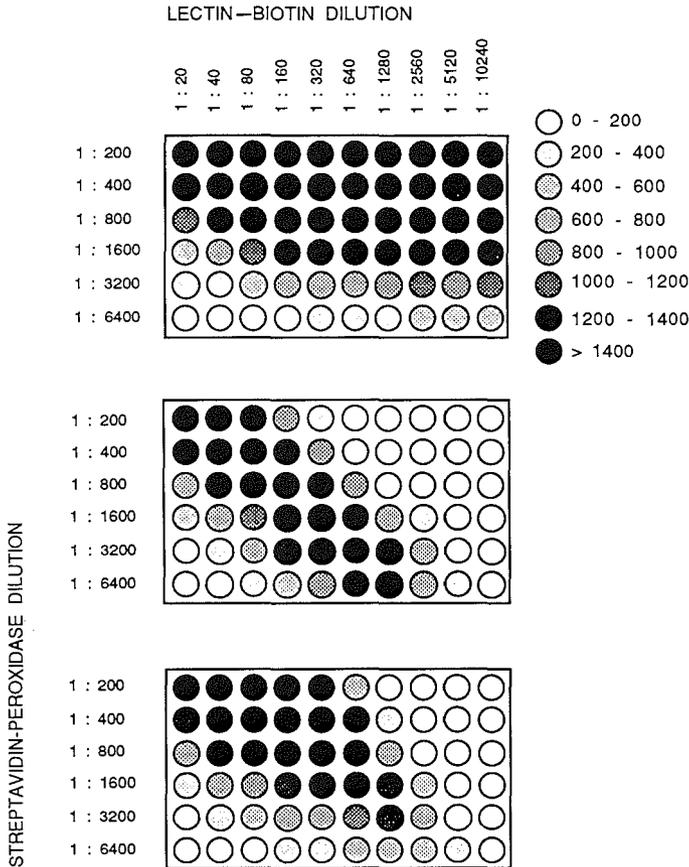 LECTIN—BIOTIN DILUTION
1 : 20
1 : 40
1 : 80
1 : 160
1 : 320
1 : 640
1 : 1280
1 : 2560
1 : 5120
1 : 10240
0 - 200
200 - 400
400 - 600
600 - 800
800 - 1000
1000 - 1200
1200 - 1400
> 1400
1 : 200
1 : 400
1 : 800
1 : 1600
1 : 3200
1 : 6400
STREPTAVIDIN-PEROXIDASE DILUTION
1 : 200
1 : 400
1 : 800
1 : 1600
1 : 3200
1 : 6400
1 : 200
1 : 400
1 : 800
1 : 1600
1 : 3200
1 : 6400